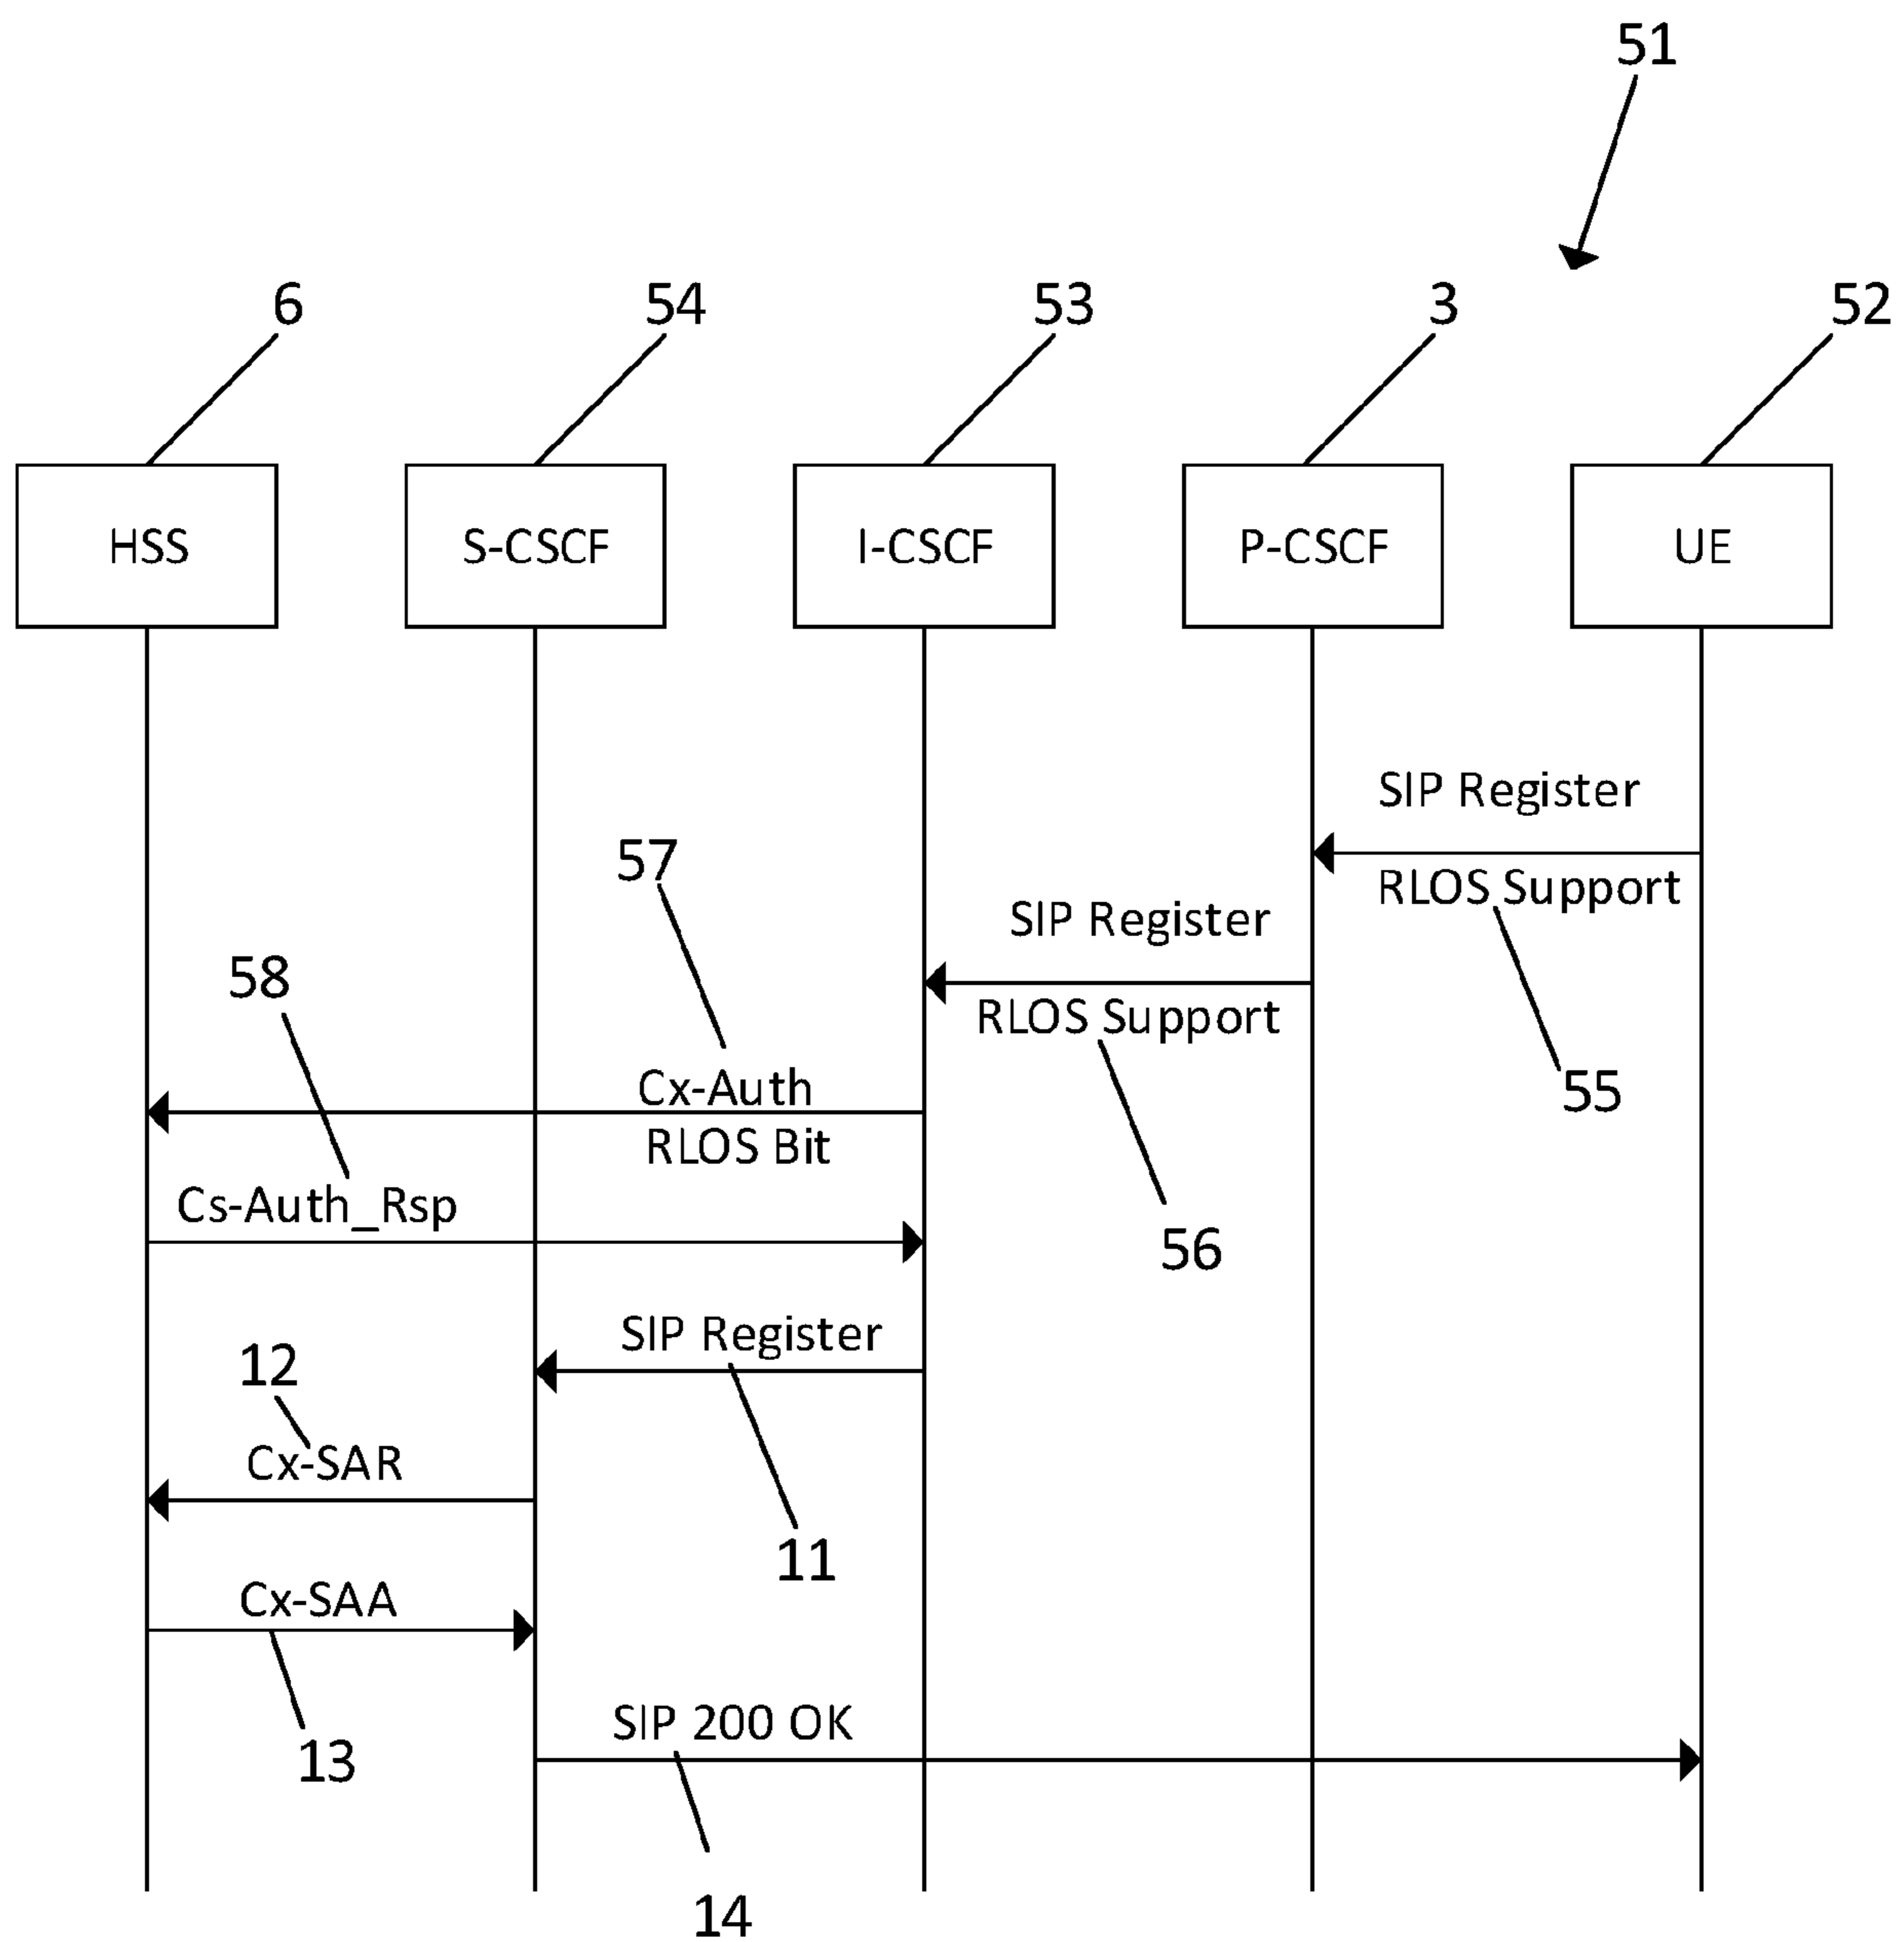 51
6
54
53
3
52
HSS
S-CSCF
I-CSCF
P-CSCF
UE
SIP Register
RLOS Support
55
SIP Register
RLOS Support
56
57
Cx-Auth
RLOS Bit
58
Cs-Auth_Rsp
SIP Register
11
12
Cx-SAR
Cx-SAA
13
SIP 200 OK
14